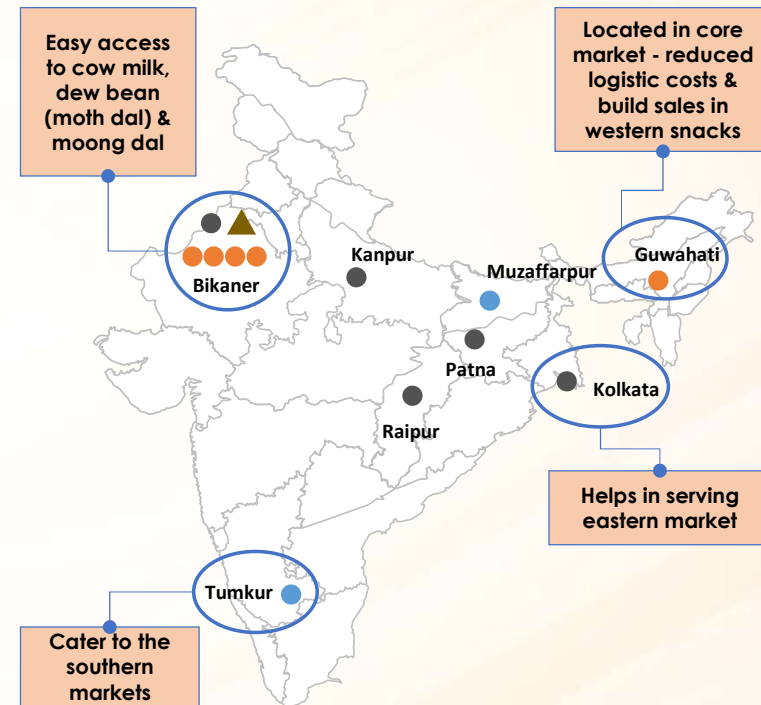 Easy access
to cow milk,
dew bean
(moth dal) &
moong dal
Located in core
market - reduced
logistic costs &
build sales in
western snacks
Bikaner
Kanpur
Muzaffarpur
Guwahati
Patna
Kolkata
Raipur
Helps in serving
eastern market
Tumkur
Cater to the
southern
markets